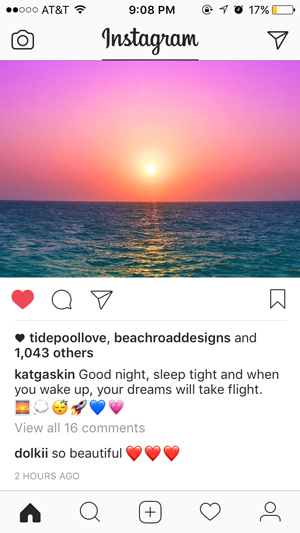 AT&T 9:08 PM 17%
Instagram
tidepoollove, beachroaddesigns and
1,043 others
katgaskin Good night, sleep tight and when
you wake up, your dreams will take flight.
🌅💭😴🚀💙💗
View all 16 comments
dolkii so beautiful ❤️❤️❤️
2 HOURS AGO